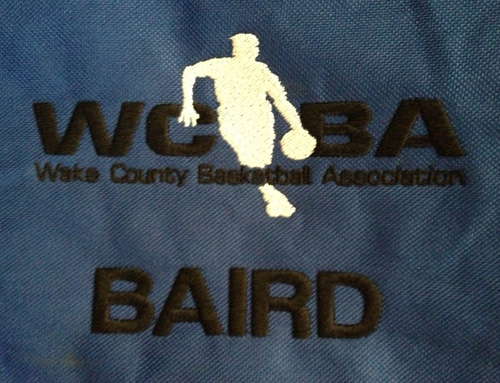 WCBA
Wake County Basketball Association
BAIRD